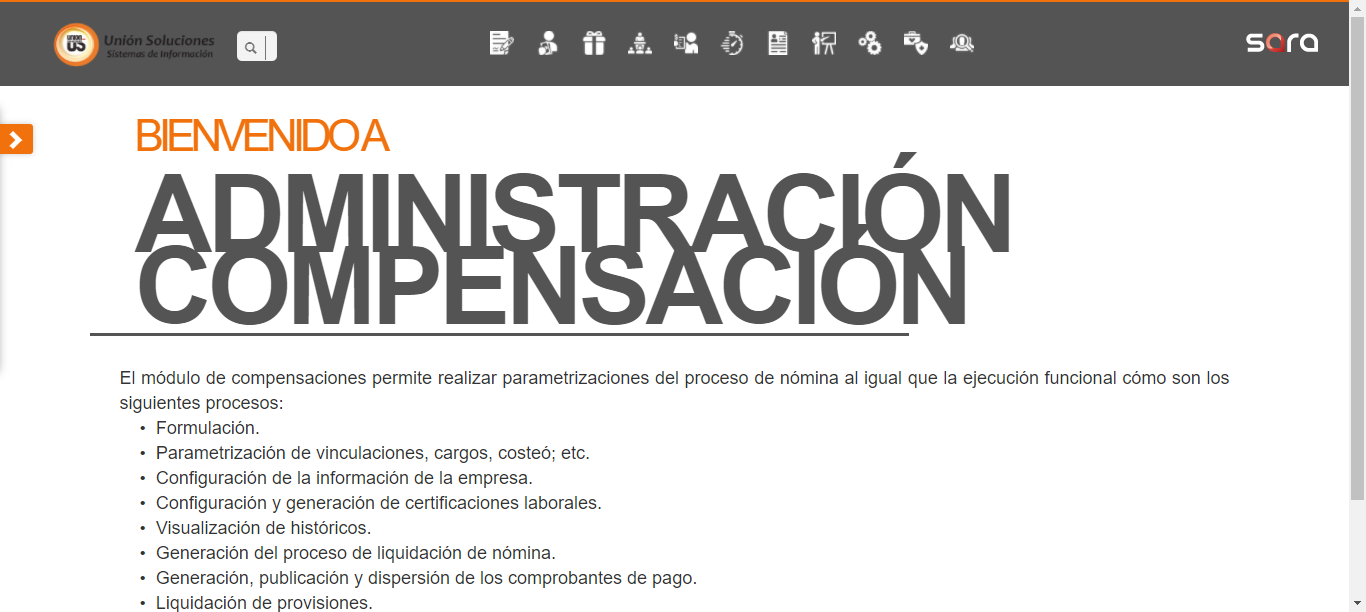 UNIÓN
US
Unión Soluciones
Sistemas de Información
sara
BIENVENIDO A
ADMINISTRACIÓN
COMPENSACIÓN
El módulo de compensaciones permite realizar parametrizaciones del proceso de nómina al igual que la ejecución funcional cómo son los
siguientes procesos:
• Formulación.
• Parametrización de vinculaciones, cargos, costeó; etc.
• Configuración de la información de la empresa.
• Configuración y generación de certificaciones laborales.
• Visualización de históricos.
• Generación del proceso de liquidación de nómina.
• Generación, publicación y dispersión de los comprobantes de pago.
• Liquidación de provisiones.